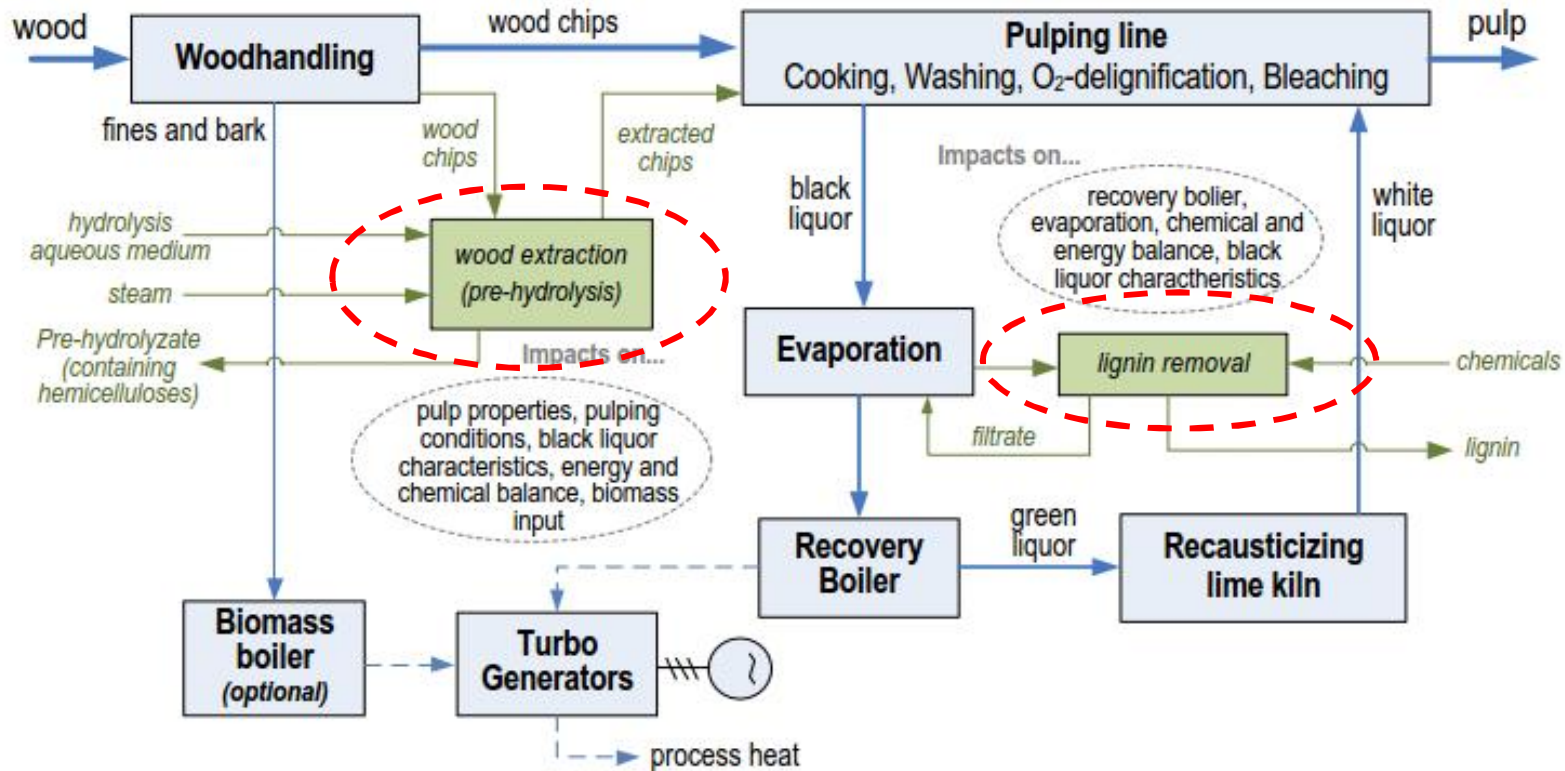 wood
Woodhandling
wood chips
Pulping line
Cooking, Washing, O₂-delignification, Bleaching
pulp
fines and bark
wood
chips
extracted
chips
hydrolysis
aqueous medium
steam
Pre-hydrolyzate
(containing
hemicelluloses)
wood extraction
(pre-hydrolysis)
Impacts on...
pulp properties, pulping
conditions, black liquor
characteristics, energy and
chemical balance, biomass
input
black
liquor
Impacts on...
recovery bolier,
evaporation, chemical and
energy balance, black
liquor charactheristics
white
liquor
Evaporation
lignin removal
chemicals
filtrate
lignin
Recovery
Boiler
green
liquor
Recausticizing
lime kiln
Biomass
boiler
(optional)
Turbo
Generators
~
process heat